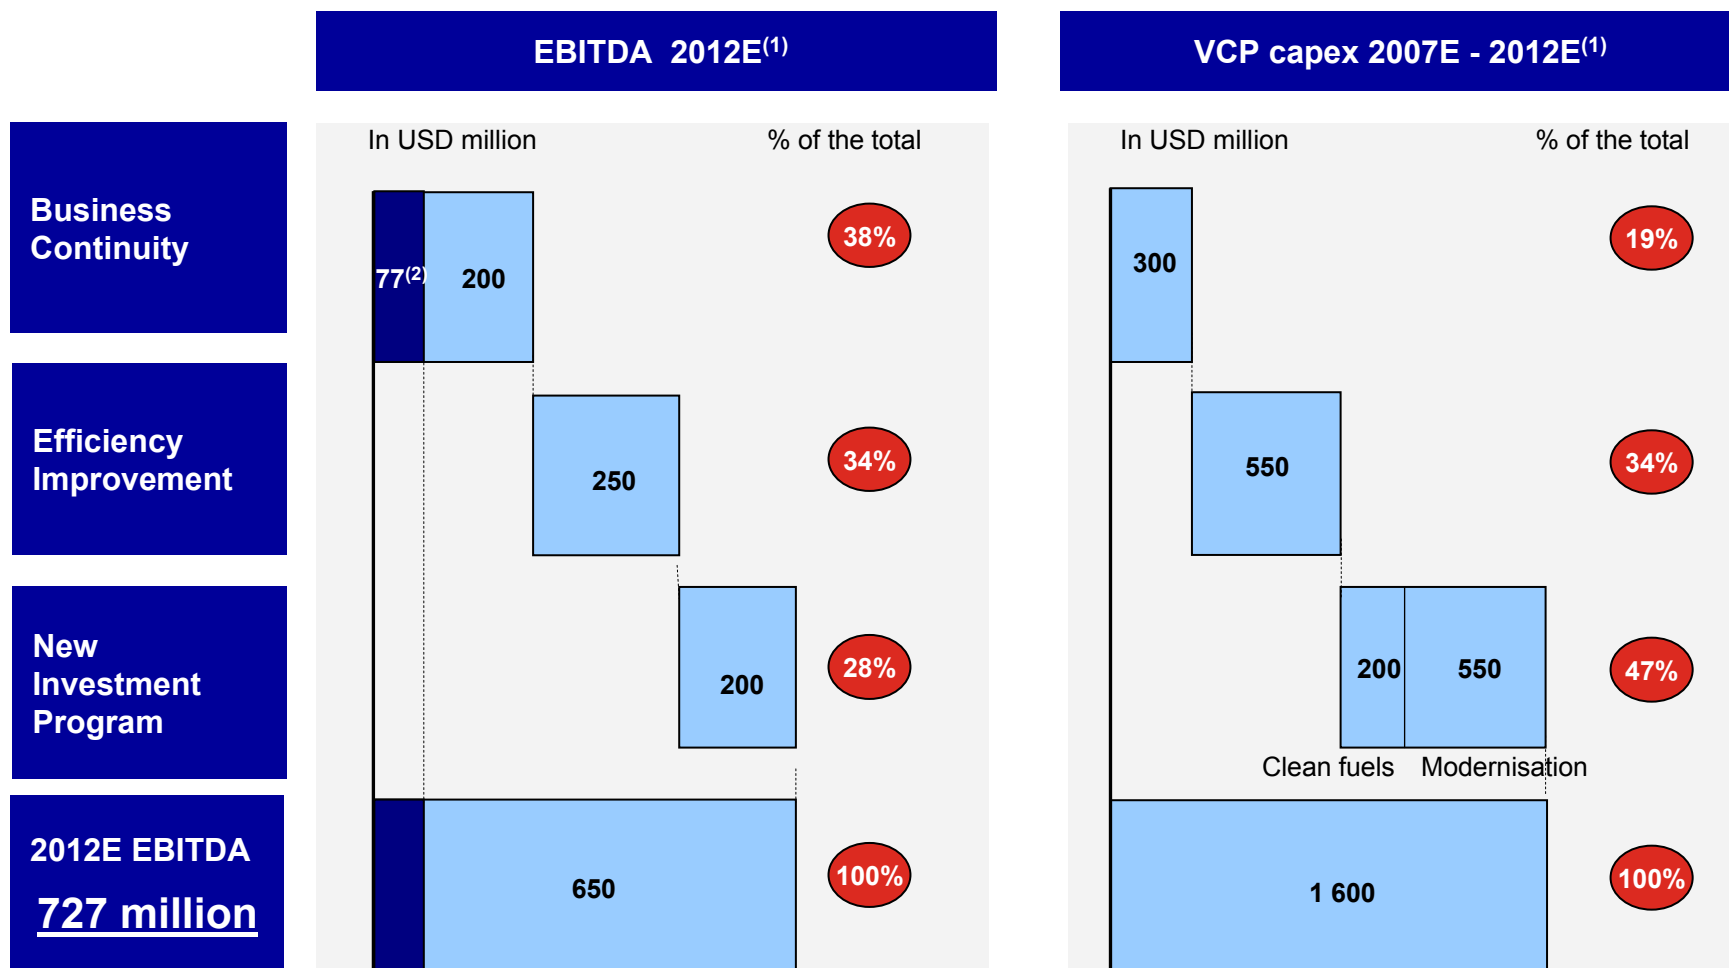 EBITDA 2012E(1)
VCP capex 2007E - 2012E(1)
In USD million
% of the total
In USD million
% of the total
Business
Continuity
77(2)
200
38%
300
19%
Efficiency
Improvement
250
34%
550
34%
New
Investment
Program
200
28%
200
550
47%
Clean fuels
Modernisation
2012E EBITDA
727 million
650
100%
1 600
100%